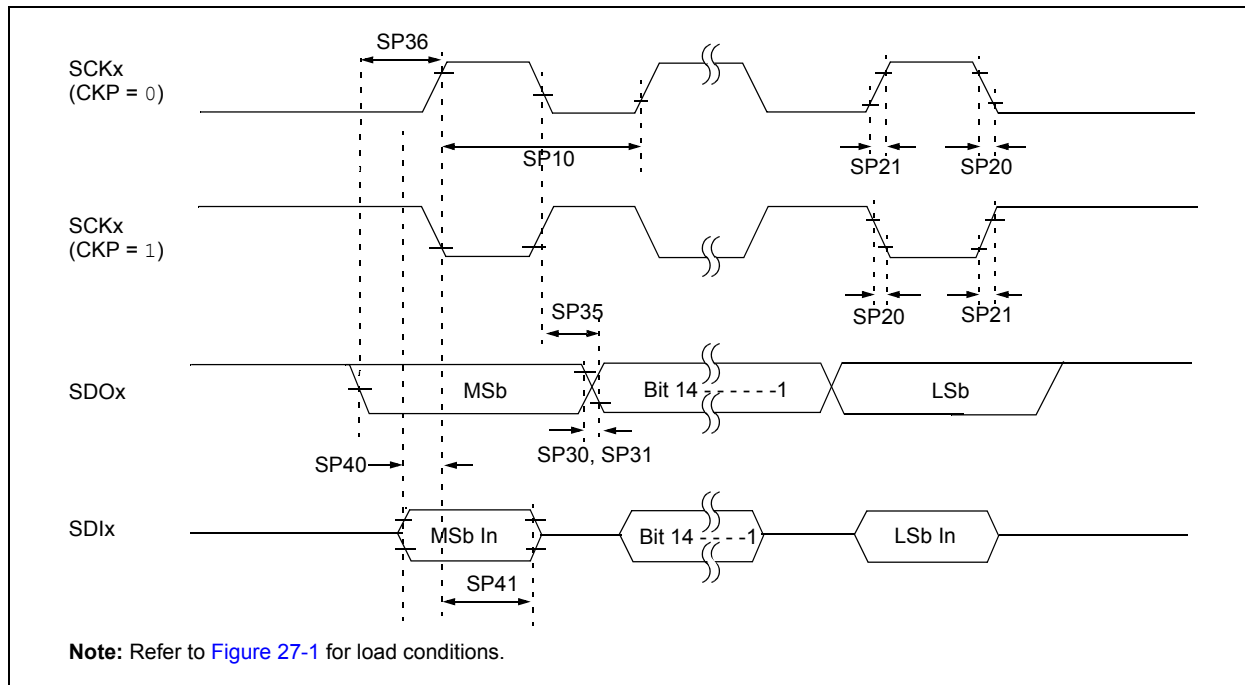 SP36
SCKx
(CKP = 0)
SP10
SP21
SP20
SCKx
(CKP = 1)
SP35
SP20
SP21
SDOx
MSb
Bit 14 - - - - - -1
LSb
SP30, SP31
SP40
SDIx
MSb In
Bit 14 - - - -1
LSb In
SP41
Note: Refer to Figure 27-1 for load conditions.